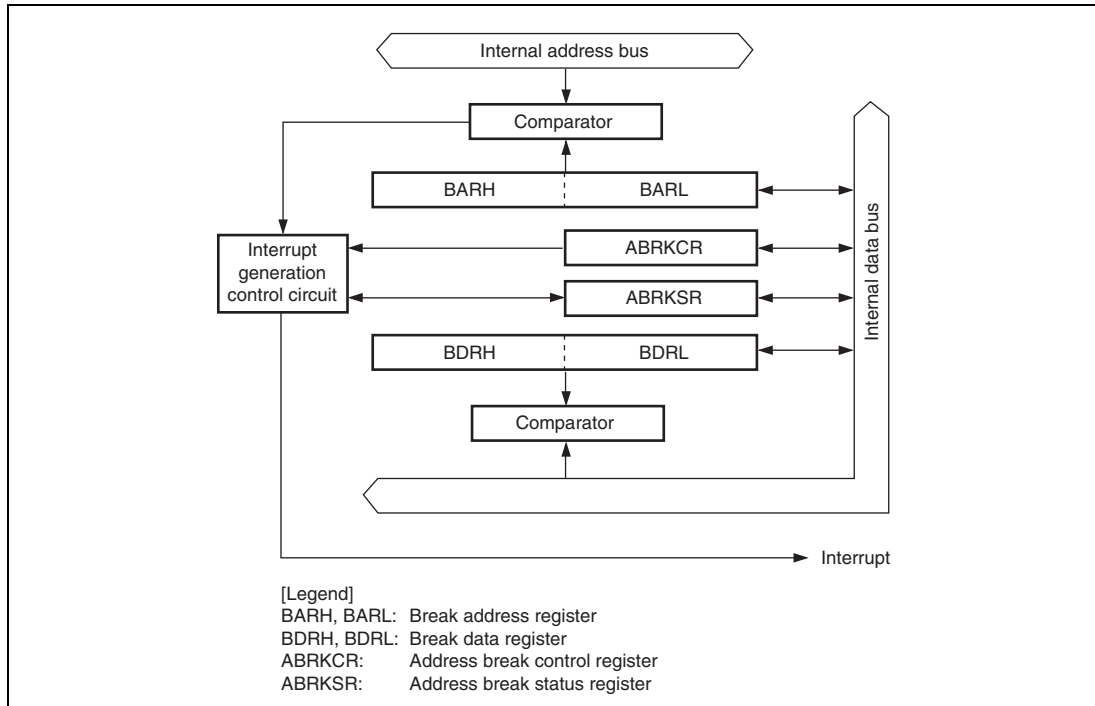 Internal address bus
Comparator
BARH BARL
Interrupt
generation
control circuit
ABRKCR
ABRKSR
Internal data bus
BDRH BDRL
Comparator
Interrupt
[Legend]
BARH, BARL: Break address register
BDRH, BDRL: Break data register
ABRKCR: Address break control register
ABRKSR: Address break status register